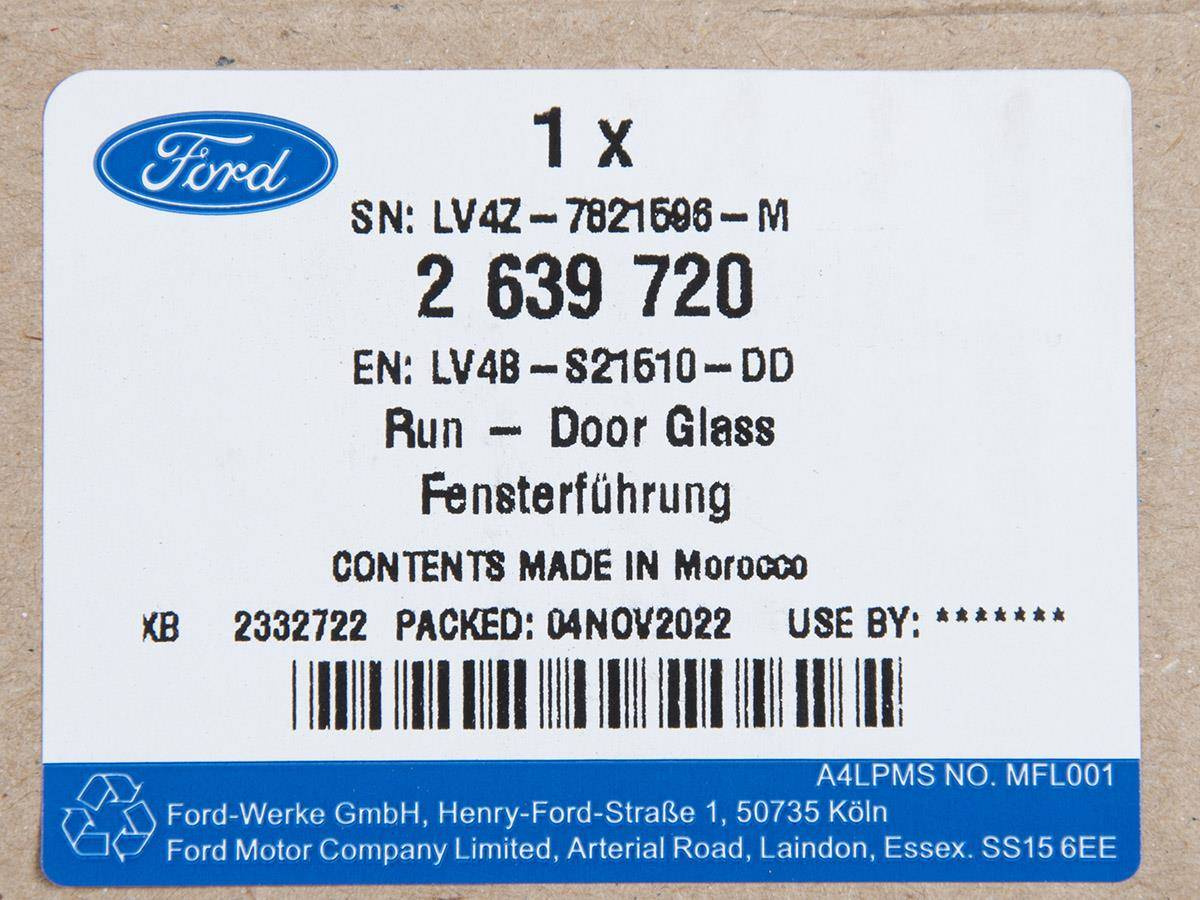 Ford
1 x
SN: LV4Z-7821596-M
2 639 720
EN: LV4B-S21510-DD
Run - Door Glass
Fensterführung
CONTENTS MADE IN Morocco
XB 2332722 PACKED: 04NOV2022 USE BY: *******
A4LPMS NO. MFL001
Ford-Werke GmbH, Henry-Ford-Straße 1, 50735 Köln
Ford Motor Company Limited, Arterial Road, Laindon, Essex. SS15 6EE